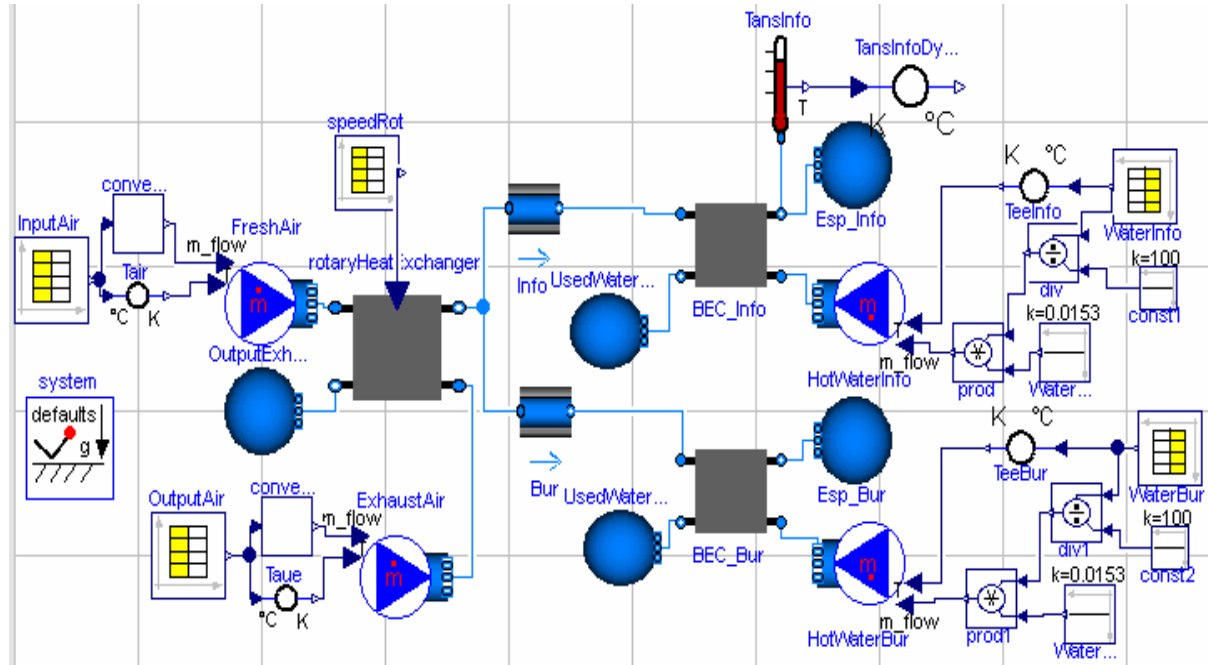 TansInfo
TansInfoDy...
T
K
°C
speedRot
conve...
InputAir
FreshAir
m_flow
Tair
°C
K
rotaryHeatExchanger
Info
UsedWater...
Esp_Info
BEC_Info
K
°C
TeeInfo
WaterInfo
k=100
div
const1
k=0.0153
T
m_flow
prod
Water...
OutputExh...
system
defaults
g
HotWaterInfo
K
°C
TeeBur
WaterBur
k=100
Bur
UsedWater...
Esp_Bur
BEC_Bur
div1
const2
k=0.0153
OutputAir
conve...
m_flow
ExhaustAir
Taue
°C
K
T
m_flow
HotWaterBur
prod1
Water...